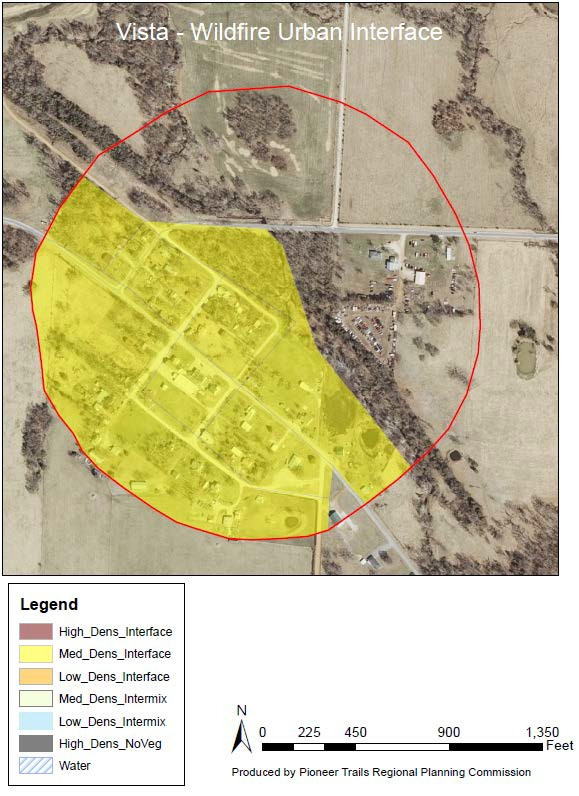 Vista - Wildfire Urban Interface
Legend
High_Dens_Interface
Med_Dens_Interface
Low_Dens_Interface
Med_Dens_Intermix
Low_Dens_Intermix
High_Dens_NoVeg
Water
N
0 225 450 900 1,350
Feet
Produced by Pioneer Trails Regional Planning Commission